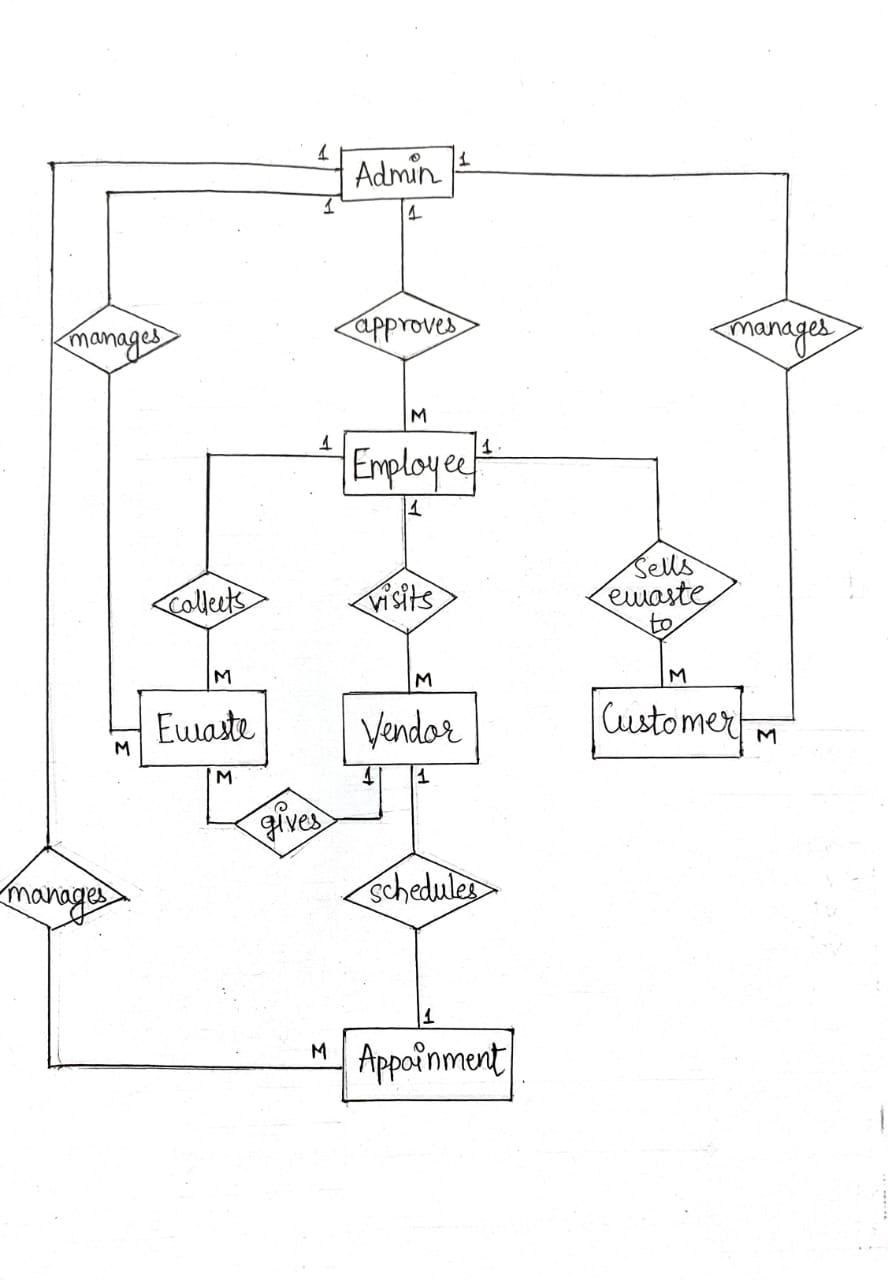 1
Admin
1
1
1
manages
approves
manages
M
1
Employee
1
1
collects
visits
Sells
ewaste
to
M
M
M
Ewaste
Vendor
Customer
M
M
M
1
1
gives
manages
schedules
1
M
Appoinment